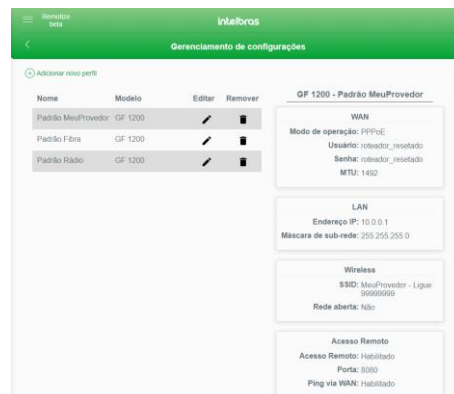 Remotize
beta
intelbras
Gerenciamento de configurações
Adicionar novo perfil
Nome Modelo Editar Remover
Padrão MeuProvedor GF 1200
Padrão Fibra GF 1200
Padrão Rádio GF 1200
GF 1200 - Padrão MeuProvedor
WAN
Modo de operação: PPPoE
Usuário: roteador_resetado
Senha: roteador_resetado
MTU: 1492
LAN
Endereço IP: 10.0.0.1
Máscara de sub-rede: 255.255.255.0
Wireless
SSID: MeuProvedor - Ligue
99999999
Rede aberta: Não
Acesso Remoto
Acesso Remoto: Habilitado
Porta: 8080
Ping via WAN: Habilitado